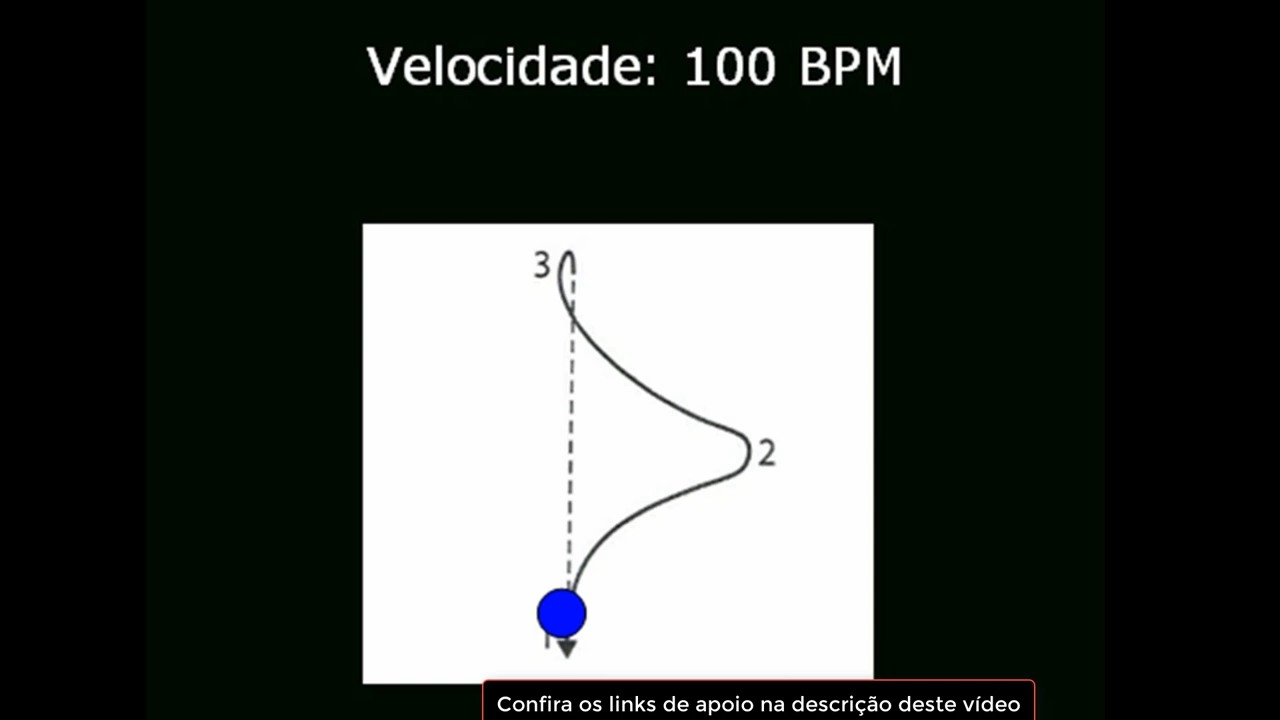 Velocidade: 100 BPM
3
2
Confira os links de apoio na descrição deste vídeo